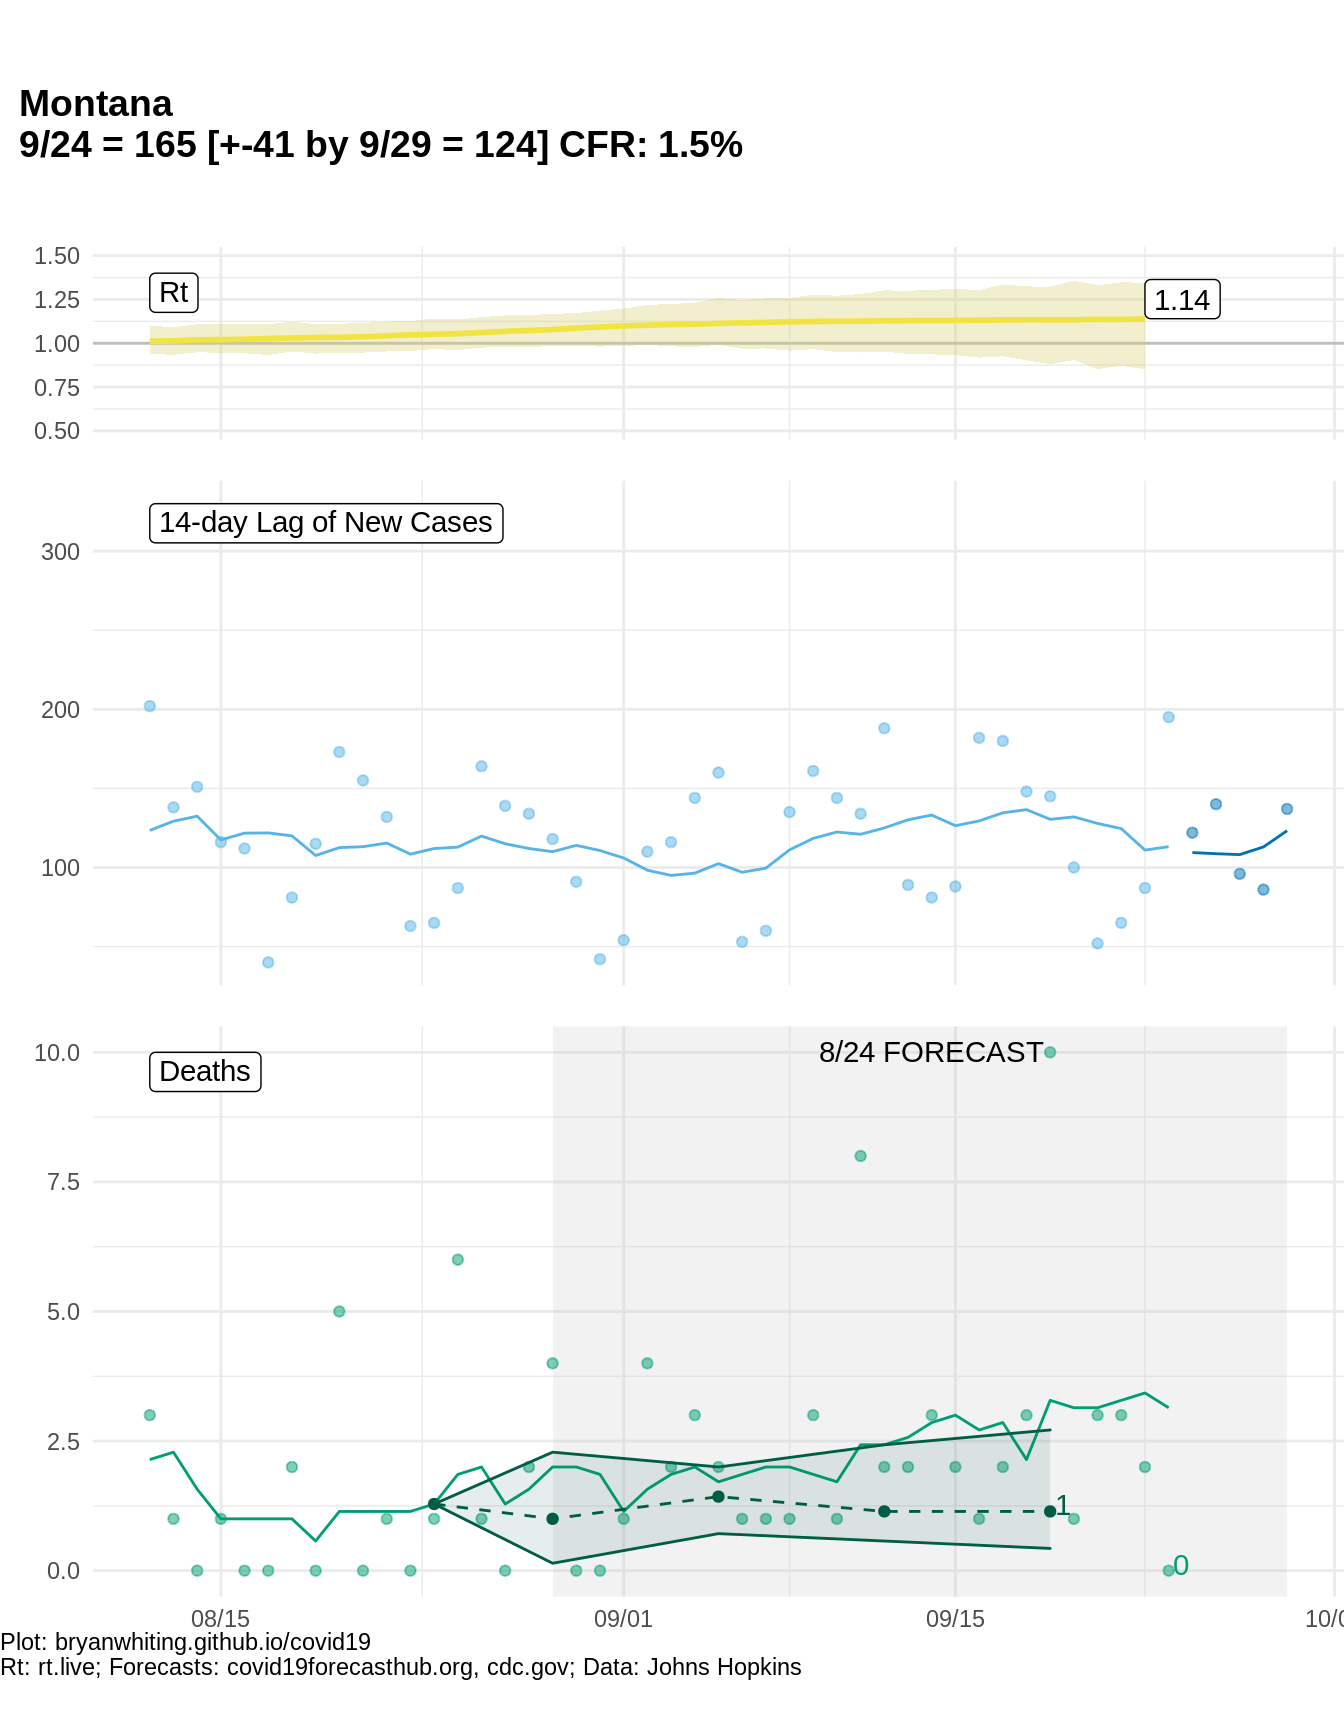 Montana
9/24 = 165 [+-41 by 9/29 = 124] CFR: 1.5%
1.50
Rt
1.25
1.14
1.00
0.75
0.50
14-day Lag of New Cases
300
200
100
10.0
8/24 FORECAST
Deaths
7.5
5.0
2.5
1
0.0
0
08/15
09/01
09/15
10/0
Plot: bryanwhiting.github.io/covid19
Rt: rt.live; Forecasts: covid19forecasthub.org, cdc.gov; Data: Johns Hopkins